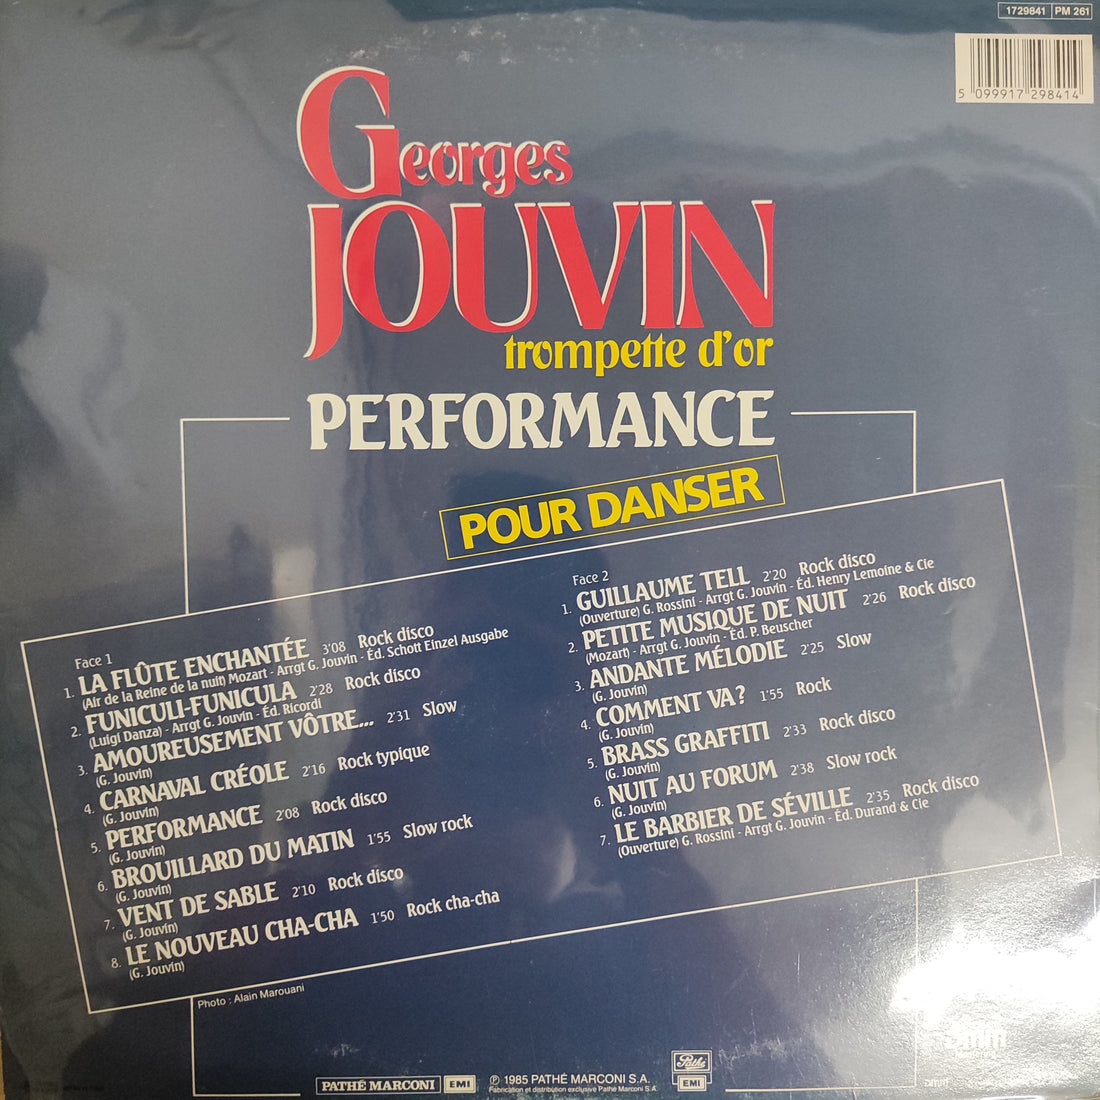 1729841 PM 261
5 099917 298414
Georges
JOUVIN
trompette d'or
PERFORMANCE
POUR DANSER
Face 1
1. LA FLÛTE ENCHANTÉE 3'08 Rock disco
(Air de la Reine de la nuit) Mozart - Arrgt G. Jouvin - Éd. Schott Einzel Ausgabe
2. FUNICULI-FUNICULA 2'28 Rock disco
(Luigi Danza) - Arrgt G. Jouvin - Éd. Ricordi
3. AMOUREUSEMENT VÔTRE... 2'31 Slow
(G. Jouvin)
4. CARNAVAL CRÉOLE 2'16 Rock typique
(G. Jouvin)
5. PERFORMANCE 2'08 Rock disco
(G. Jouvin)
6. BROUILLARD DU MATIN 1'55 Slow rock
(G. Jouvin)
7. VENT DE SABLE 2'10 Rock disco
(G. Jouvin)
8. LE NOUVEAU CHA-CHA 1'50 Rock cha-cha
(G. Jouvin)
Face 2
1. GUILLAUME TELL 2'20 Rock disco
(Ouverture) G. Rossini - Arrgt G. Jouvin - Éd. Henry Lemoine & Cie
2. PETITE MUSIQUE DE NUIT 2'26 Rock disco
(Mozart) - Arrgt G. Jouvin - Éd. P. Beuscher
3. ANDANTE MÉLODIE 2'25 Slow
(G. Jouvin)
4. COMMENT VA? 1'55 Rock
(G. Jouvin)
5. BRASS GRAFFITI 2'33 Rock disco
(G. Jouvin)
6. NUIT AU FORUM 2'38 Slow rock
(G. Jouvin)
7. LE BARBIER DE SÉVILLE 2'35 Rock disco
(Ouverture) G. Rossini - Arrgt G. Jouvin - Éd. Durand & Cie
Photo : Alain Marouani
PATHÉ MARCONI EMI
℗ 1985 PATHÉ MARCONI S.A.
Fabrication et distribution exclusive Pathé Marconi S.A.
Pathé
EMI